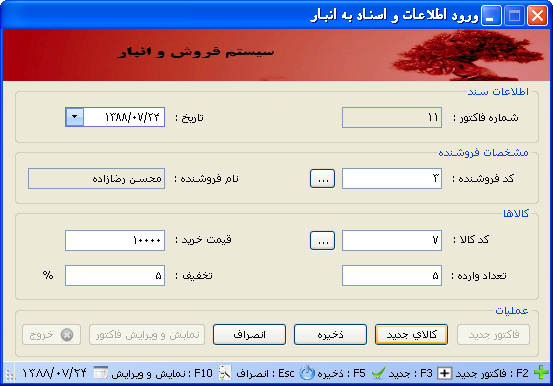 ورود اطلاعات و اسناد به انبار
سیستم فروش و انبار
اطلاعات سند
شماره فاکتور : ۱۱ تاریخ : ۱۳۸۸/۰۷/۲۴
مشخصات فروشنده
کد فروشنده : ۳ ... نام فروشنده : محسن رضازاده
کالاها
کد کالا : ۷ ... قیمت خرید : ۱۰۰۰۰
تعداد وارده : ۵ تخفیف : ۵ %
عملیات
فاکتور جدید کالاي جدید ذخیره انصراف نمایش و ویرایش فاکتور خروج
F2 : فاکتور جدید F3 : جدید F5 : ذخیره Esc : انصراف F10 : نمایش و ویرایش ۱۳۸۸/۰۷/۲۴